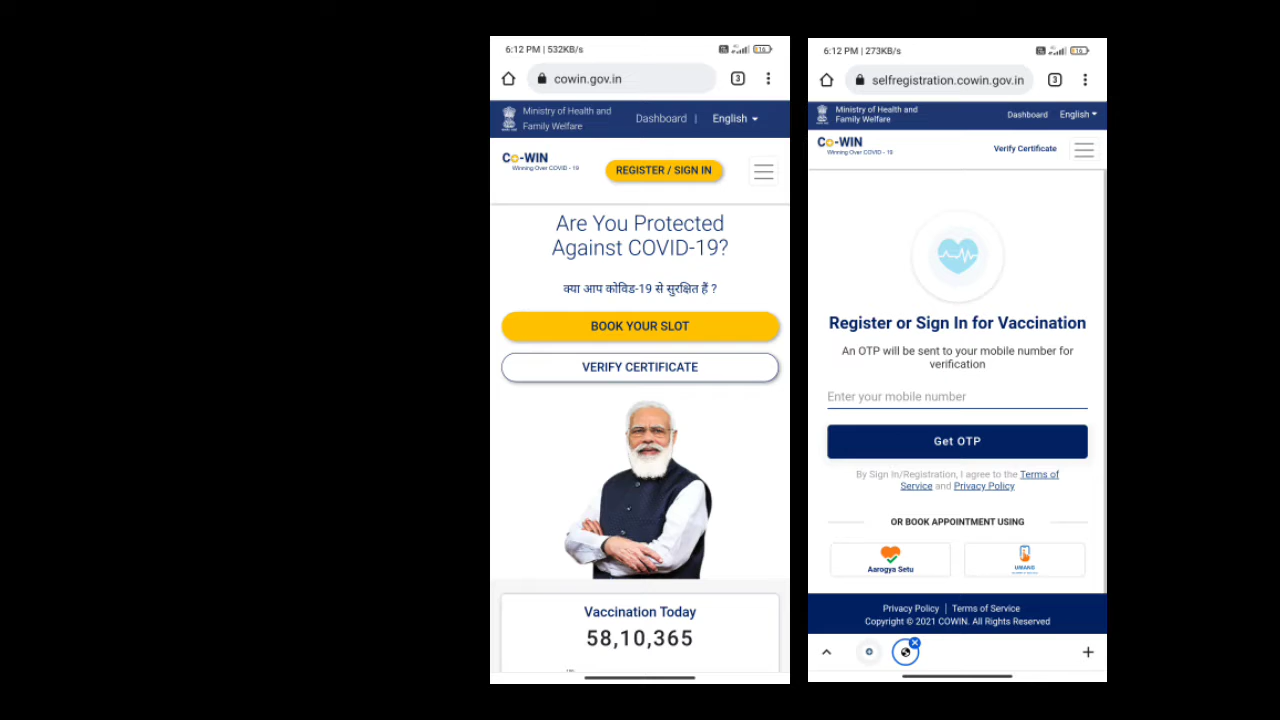 6:12 PM | 532KB/s
16
cowin.gov.in
3
Ministry of Health and
Family Welfare
Dashboard |
English
Co-WIN
Winning Over COVID - 19
REGISTER / SIGN IN
Are You Protected
Against COVID-19?
क्या आप कोविड-19 से सुरक्षित हैं ?
BOOK YOUR SLOT
VERIFY CERTIFICATE
Vaccination Today
58,10,365
6:12 PM | 273KB/s
16
selfregistration.cowin.gov.in
3
Ministry of Health and
Family Welfare
Dashboard
English
Co-WIN
Winning Over COVID - 19
Verify Certificate
Register or Sign In for Vaccination
An OTP will be sent to your mobile number for
verification
Enter your mobile number
Get OTP
By Sign In/Registration, I agree to the Terms of
Service and Privacy Policy
OR BOOK APPOINTMENT USING
Aarogya Setu
UMANG
Privacy Policy | Terms of Service
Copyright © 2021 COWIN. All Rights Reserved